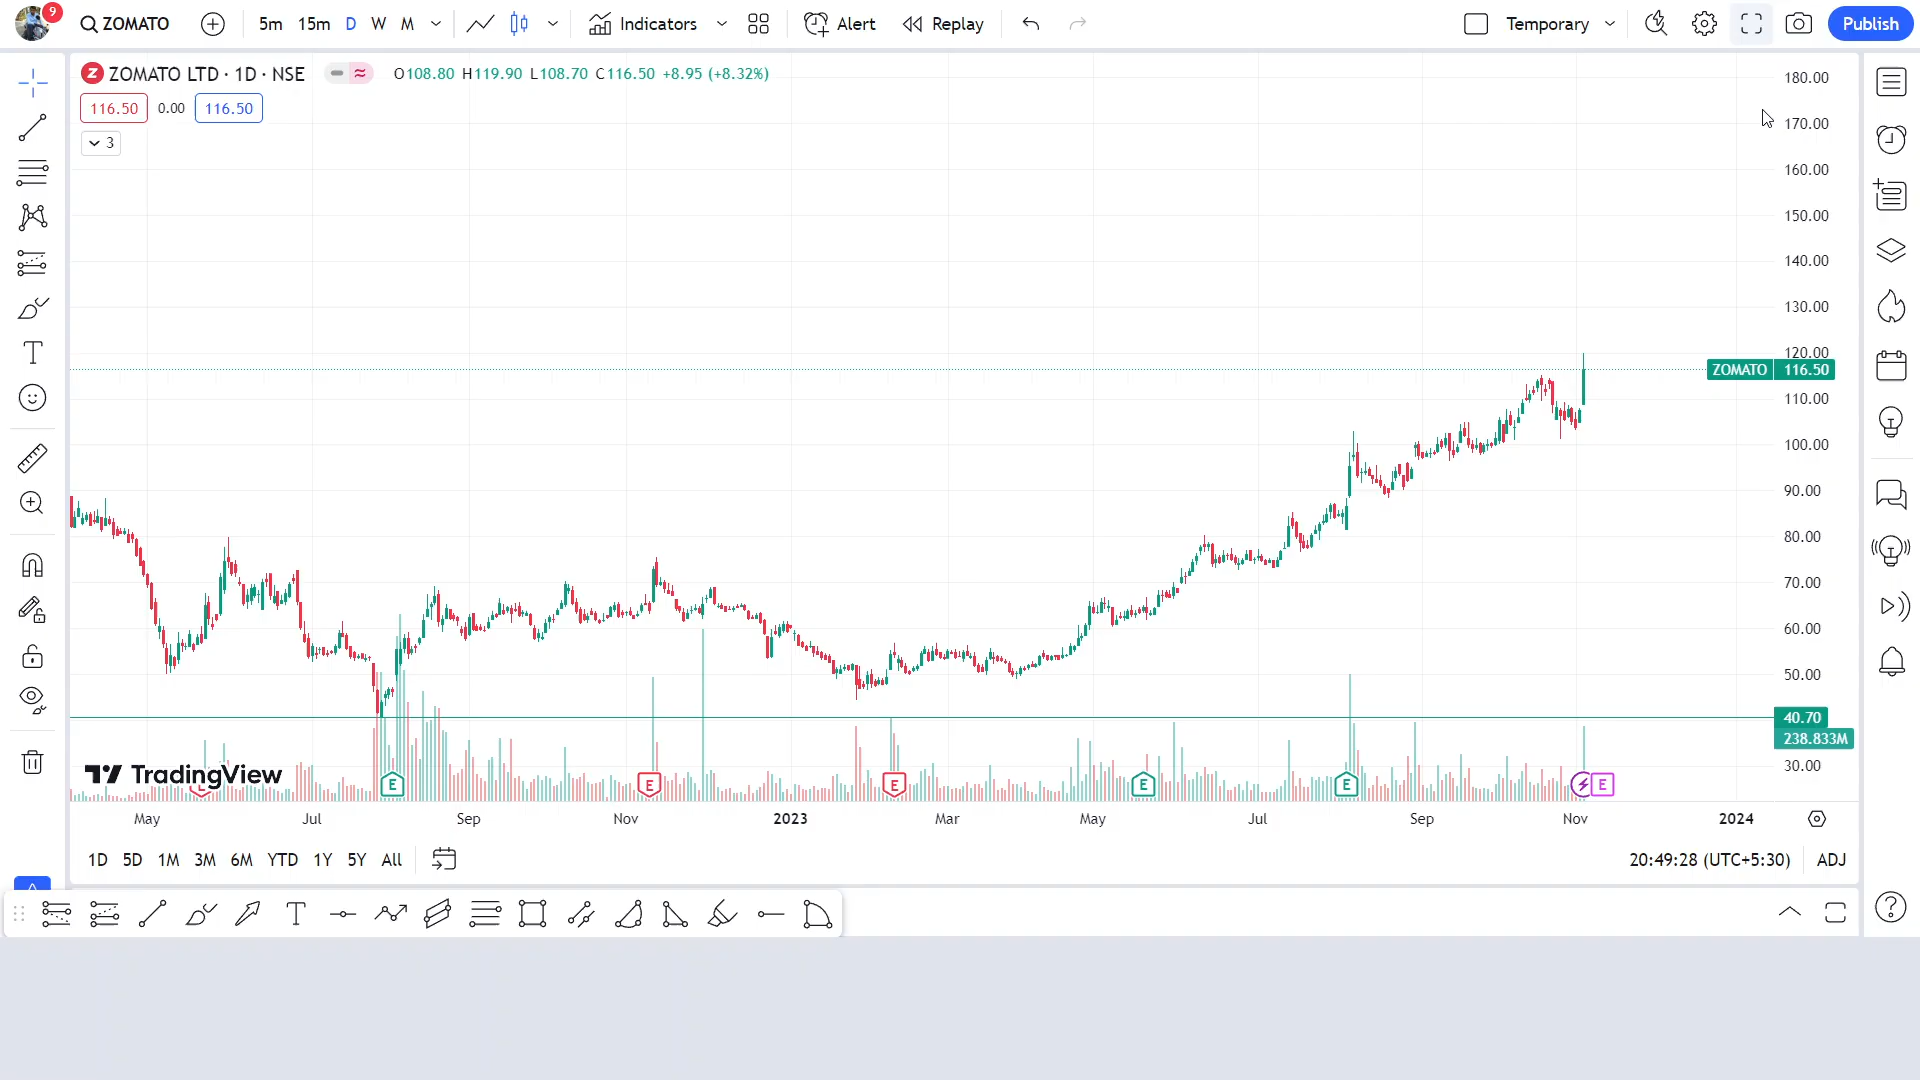 9
ZOMATO 5m 15m D W M Indicators Alert Replay Temporary Publish
Z ZOMATO LTD · 1D · NSE O108.80 H119.90 L108.70 C116.50 +8.95 (+8.32%)
116.50 0.00 116.50
3
180.00
170.00
160.00
150.00
140.00
130.00
120.00
ZOMATO 116.50
110.00
100.00
90.00
80.00
70.00
60.00
50.00
40.70
238.833M
30.00
TradingView
E E E E E E
May Jul Sep Nov 2023 Mar May Jul Sep Nov 2024
1D 5D 1M 3M 6M YTD 1Y 5Y All 20:49:28 (UTC+5:30) ADJ